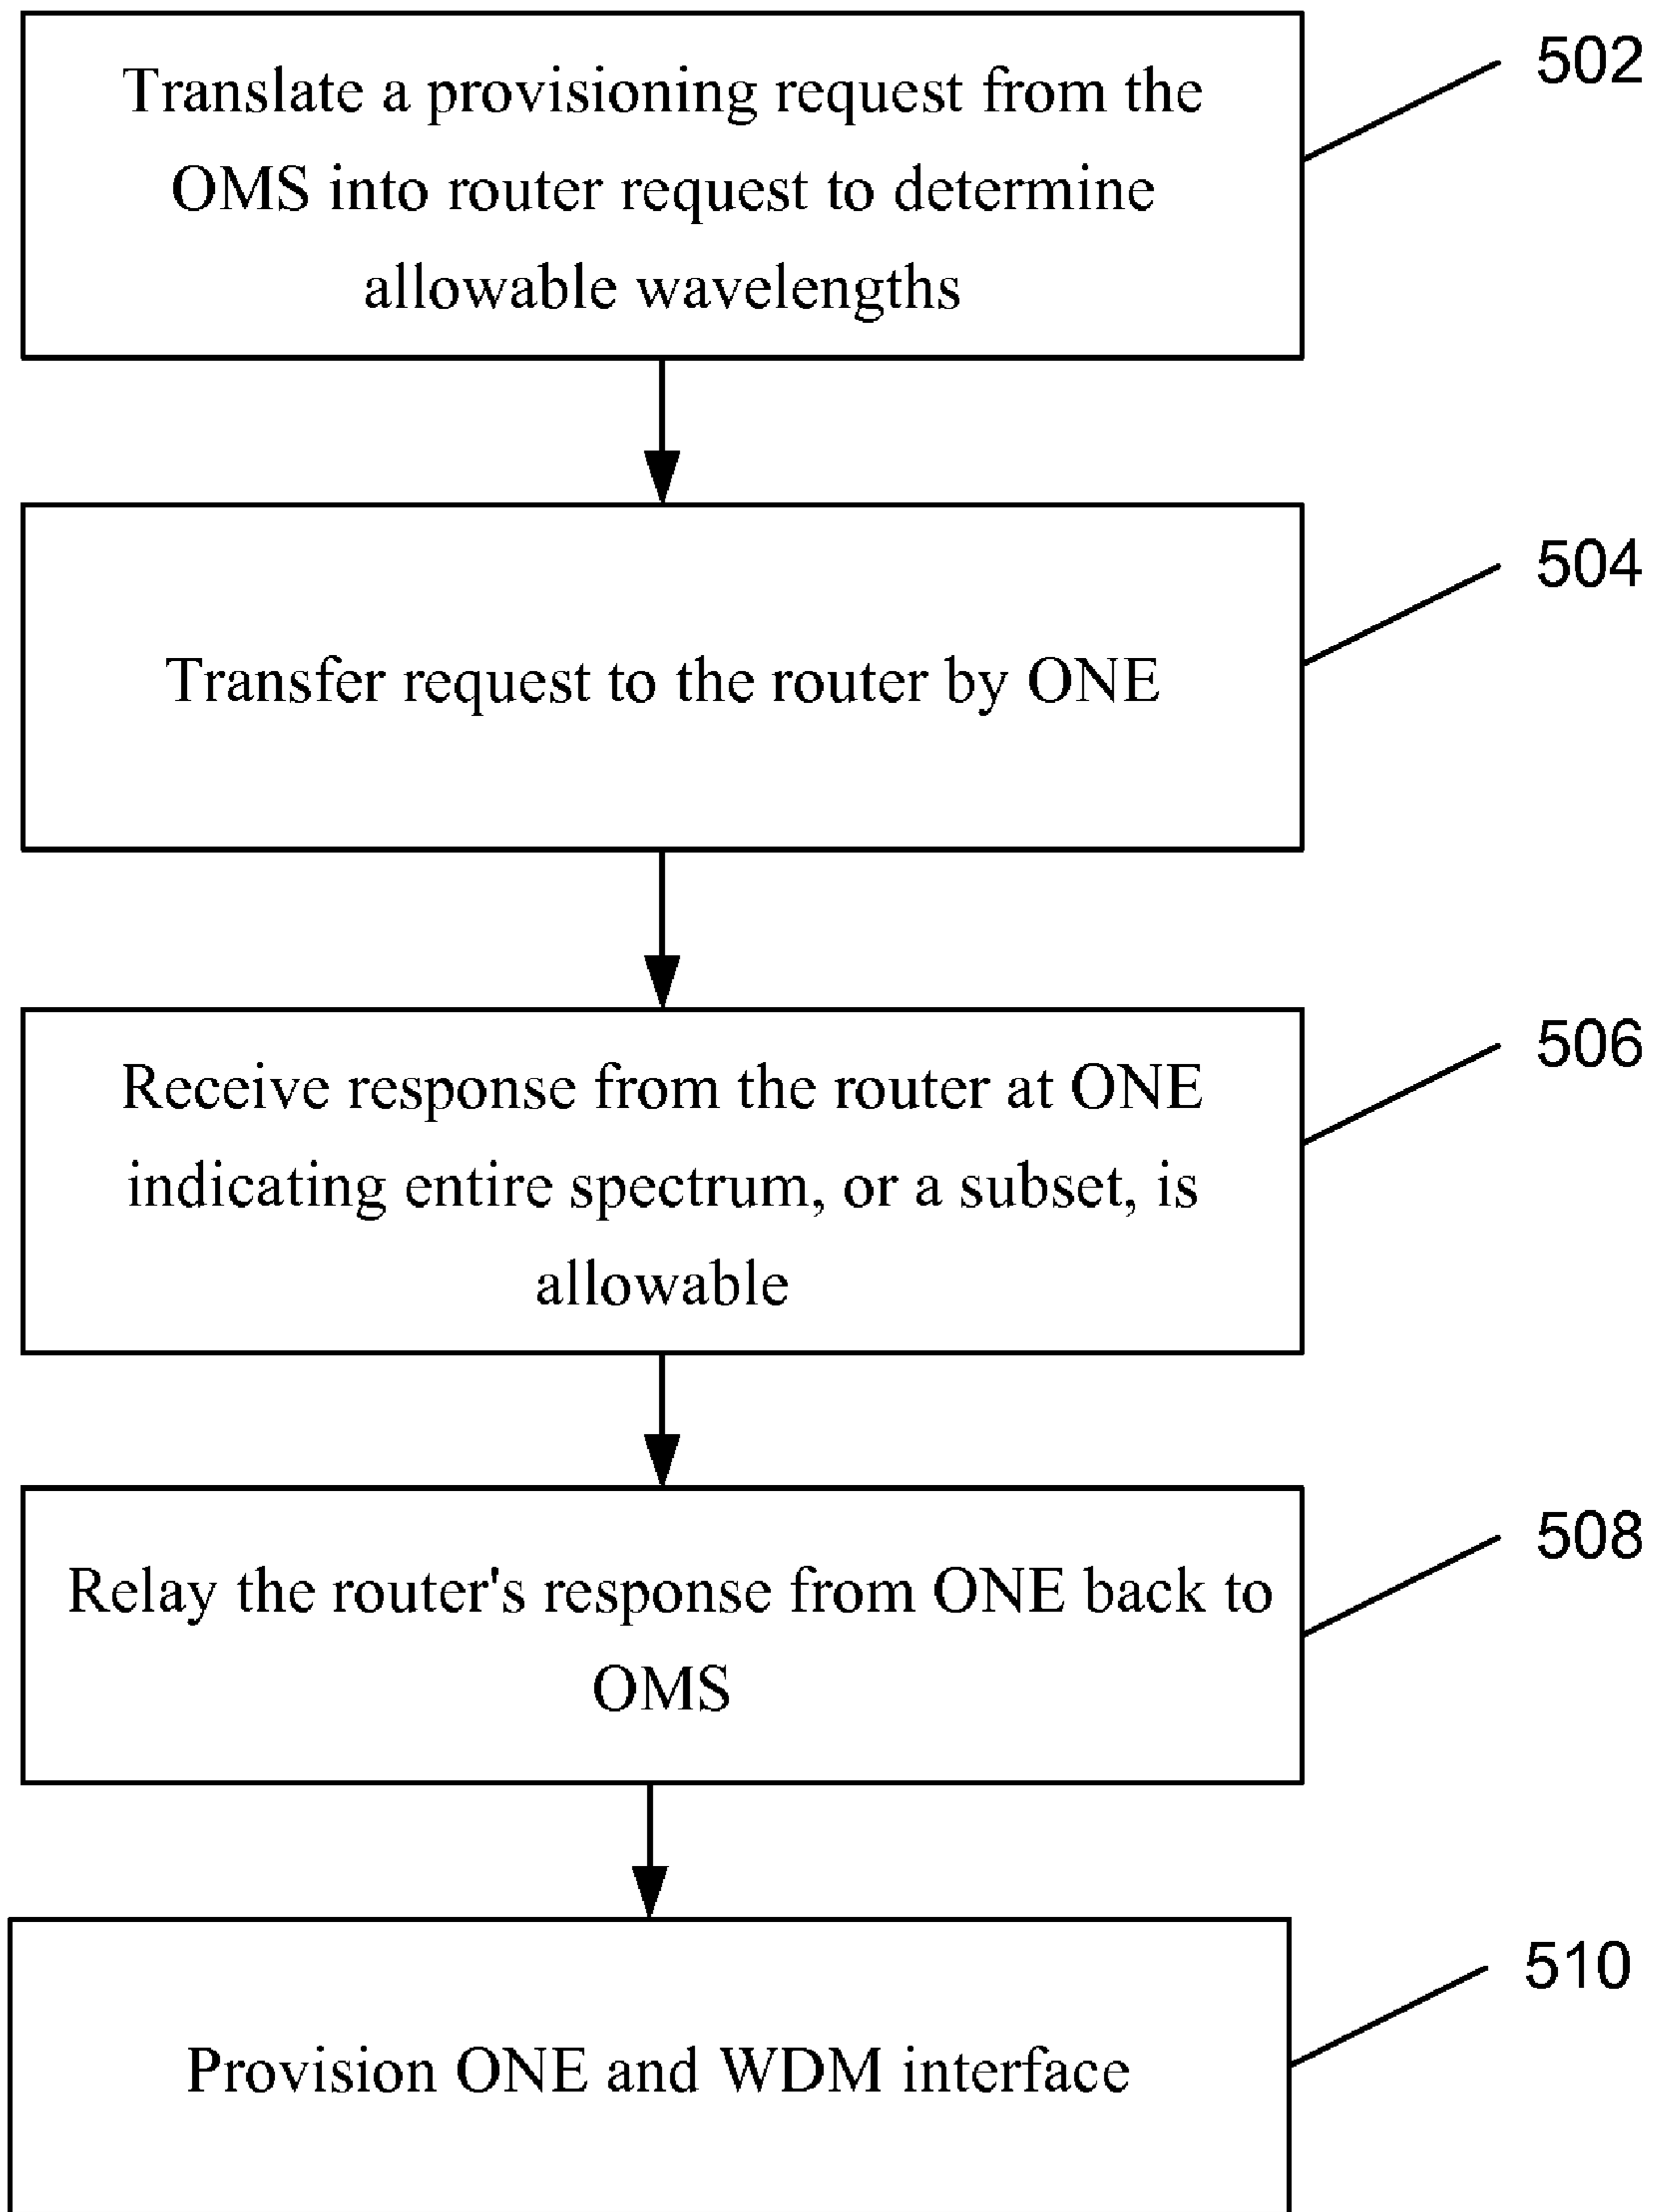 Translate a provisioning request from the
OMS into router request to determine
allowable wavelengths
502
Transfer request to the router by ONE
504
Receive response from the router at ONE
indicating entire spectrum, or a subset, is
allowable
506
Relay the router's response from ONE back to
OMS
508
Provision ONE and WDM interface
510